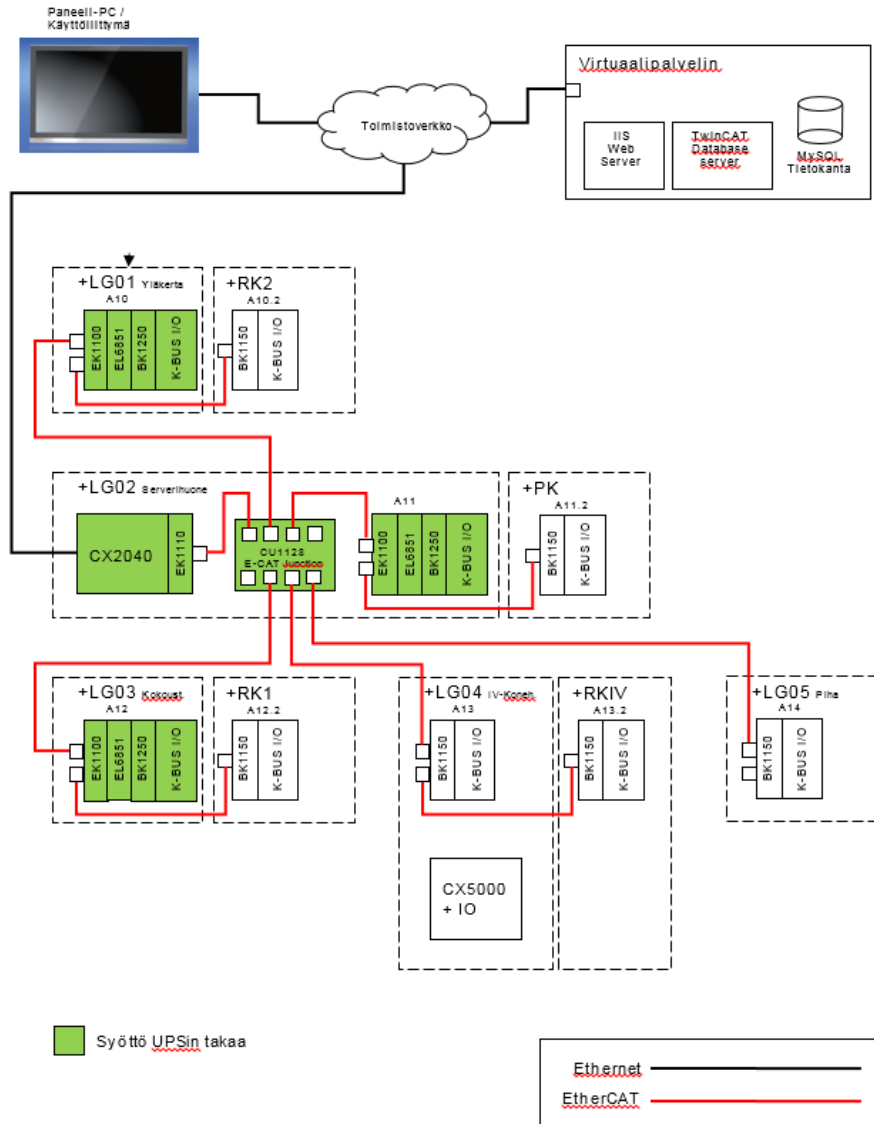 Paneeli-PC /
Käyttöliittymä
Toimistoverkko
Virtuaalipalvelin
IIS
Web
Server
TwinCAT
Database
server
MySQL
Tietokanta
+LG01 Yläkerta
A10
EK1100
EL6851
BK1250
K-BUS I/O
+RK2
A10.2
BK1150
K-BUS I/O
+LG02 Serverihuone
CX2040
EK1110
CU1128
E-CAT Junction
A11
EK1100
EL6851
BK1250
K-BUS I/O
+PK
A11.2
BK1150
K-BUS I/O
+LG03 Kokoust
A12
EK1100
EL6851
BK1250
K-BUS I/O
+RK1
A12.2
BK1150
K-BUS I/O
+LG04 IV-Koneh
A13
BK1150
K-BUS I/O
CX5000
+ IO
+RKIV
A13.2
BK1150
K-BUS I/O
+LG05 Piha
A14
BK1150
K-BUS I/O
Syöttö UPSin takaa
Ethernet
EtherCAT